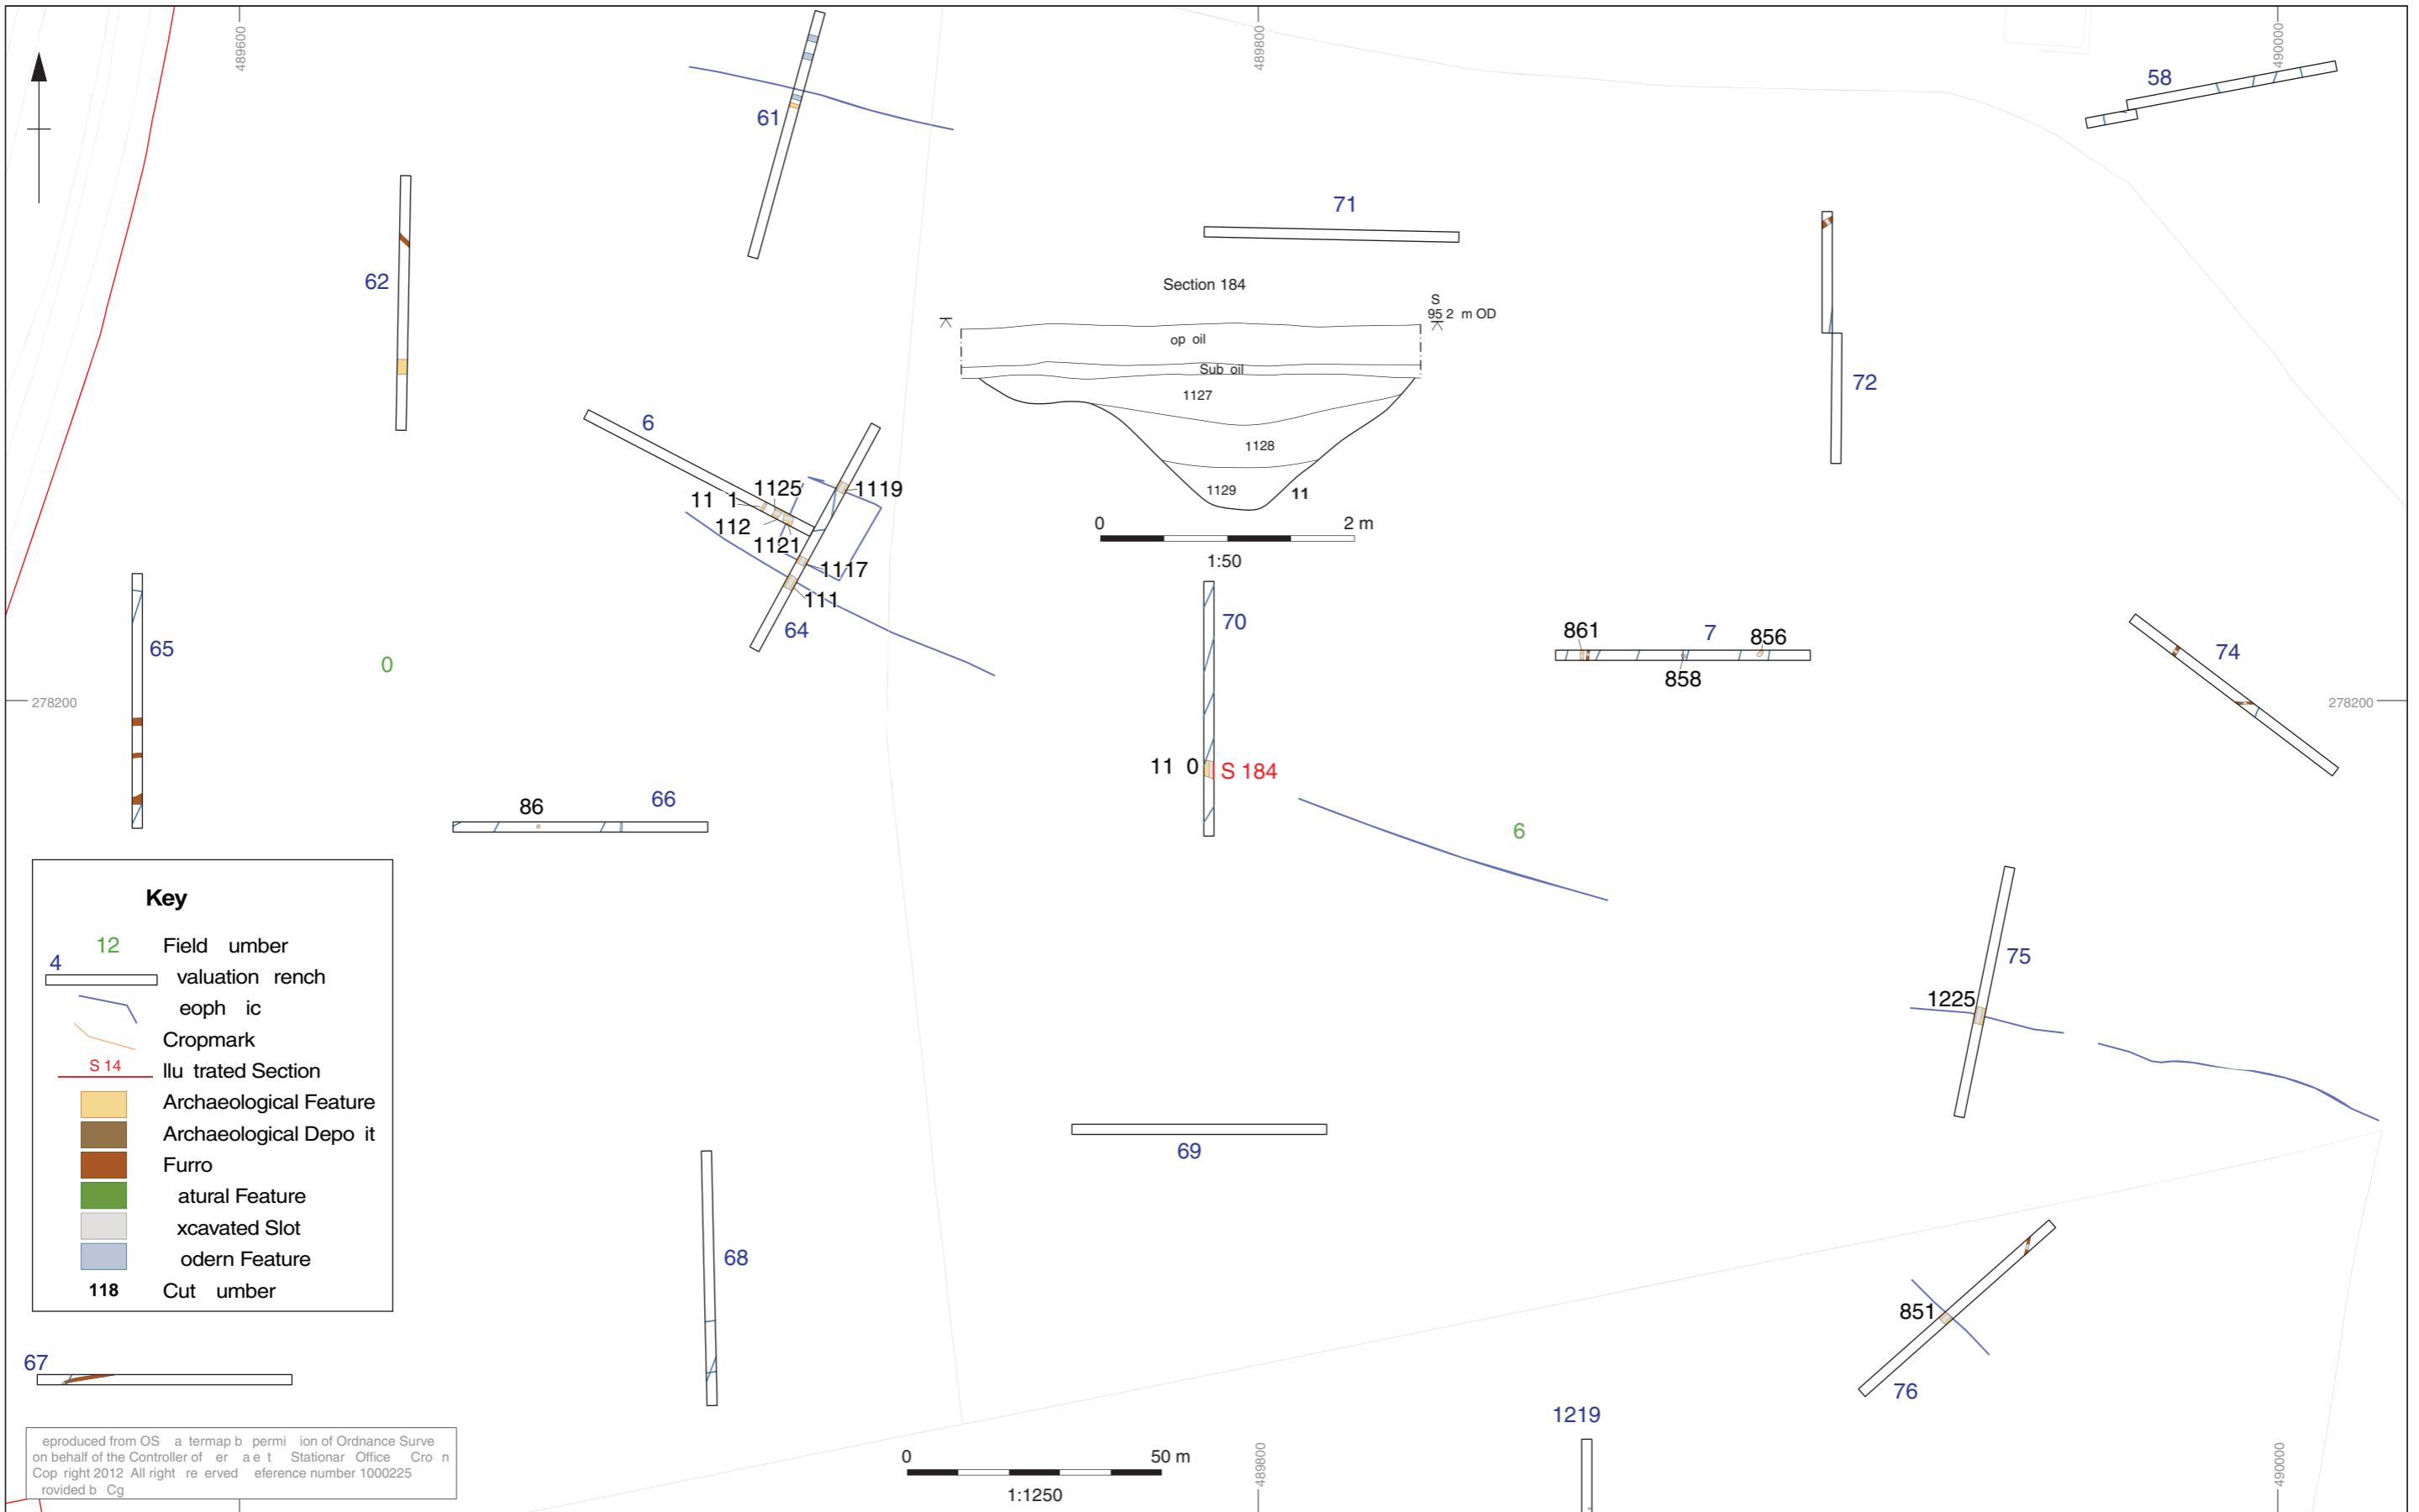 489600
489800
490000
58
61
71
62
Section 184
S
95 2 m OD
op oil
Sub oil
1127
1128
1129
11
0 2 m
1:50
72
6
1125
11 1
1119
112
1121
1117
111
64
65
0
70
861
7
856
858
74
278200
278200
11 0
S 184
86
66
6
Key
12 Field umber
4 valuation rench
eoph ic
Cropmark
S 14 llu trated Section
Archaeological Feature
Archaeological Depo it
Furro
atural Feature
xcavated Slot
odern Feature
118 Cut umber
75
1225
69
68
851
76
67
1219
eproduced from OS a termap b permi ion of Ordnance Surve
on behalf of the Controller of er a e t Stationar Office Cro n
Cop right 2012 All right re erved eference number 1000225
rovided b Cg
0 50 m
1:1250
489800
490000